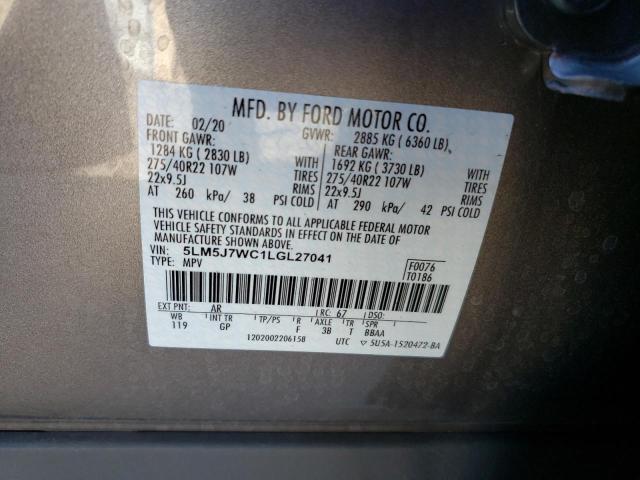 MFD. BY FORD MOTOR CO.
DATE: 02/20 GVWR: 2885 KG ( 6360 LB)
FRONT GAWR: REAR GAWR:
1284 KG ( 2830 LB) WITH 1692 KG ( 3730 LB) WITH
275/40R22 107W TIRES 275/40R22 107W TIRES
22x9.5J RIMS 22x9.5J RIMS
AT 260 kPa/ 38 PSI COLD AT 290 kPa/ 42 PSI COLD
THIS VEHICLE CONFORMS TO ALL APPLICABLE FEDERAL MOTOR
VEHICLE SAFETY STANDARDS IN EFFECT ON THE DATE OF
MANUFACTURE SHOWN ABOVE.
VIN: 5LM5J7WC1LGL27041
TYPE: MPV F0076
T0186
EXT PNT: AR RC: 67 DSO:
WB INT TR TP/PS R AXLE TR SPR
119 GP F 3B T BBAA
1202002206158 UTC ▽ 5U5A-1520472-BA